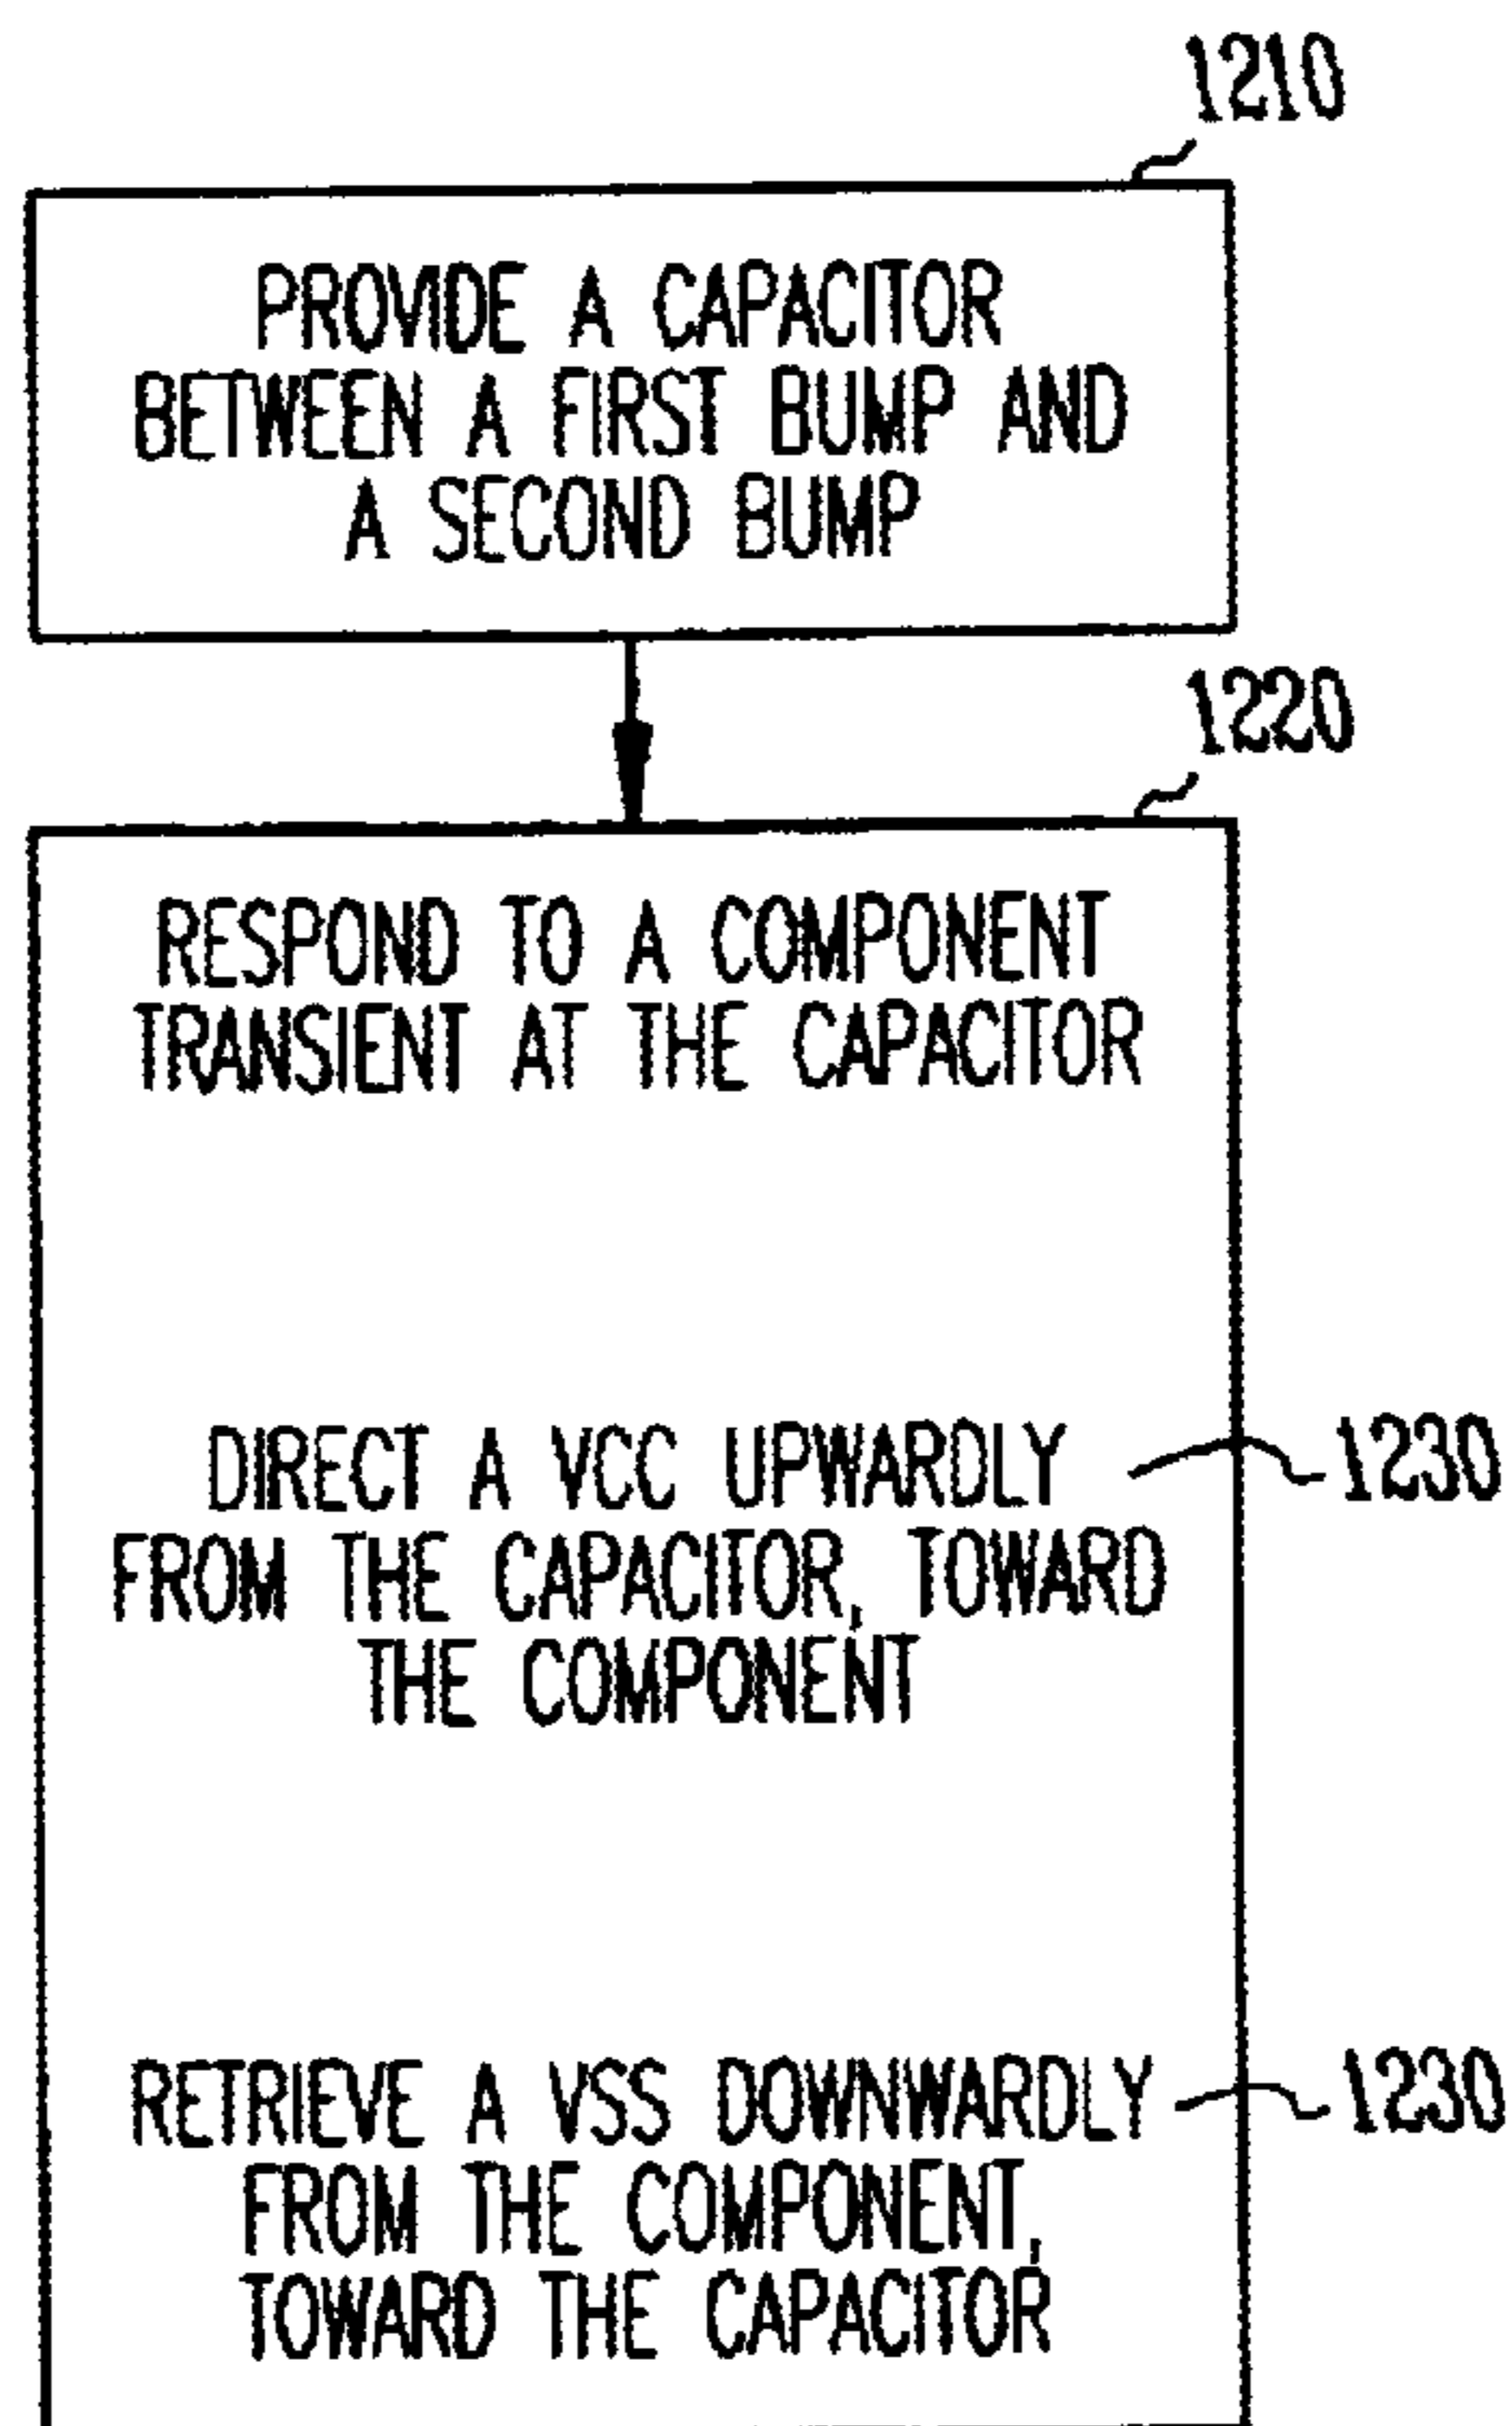 1210
PROVIDE A CAPACITOR
BETWEEN A FIRST BUMP AND
A SECOND BUMP
1220
RESPOND TO A COMPONENT
TRANSIENT AT THE CAPACITOR
DIRECT A VCC UPWARDLY
1230
FROM THE CAPACITOR, TOWARD
THE COMPONENT
RETRIEVE A VSS DOWNWARDLY
1230
FROM THE COMPONENT,
TOWARD THE CAPACITOR